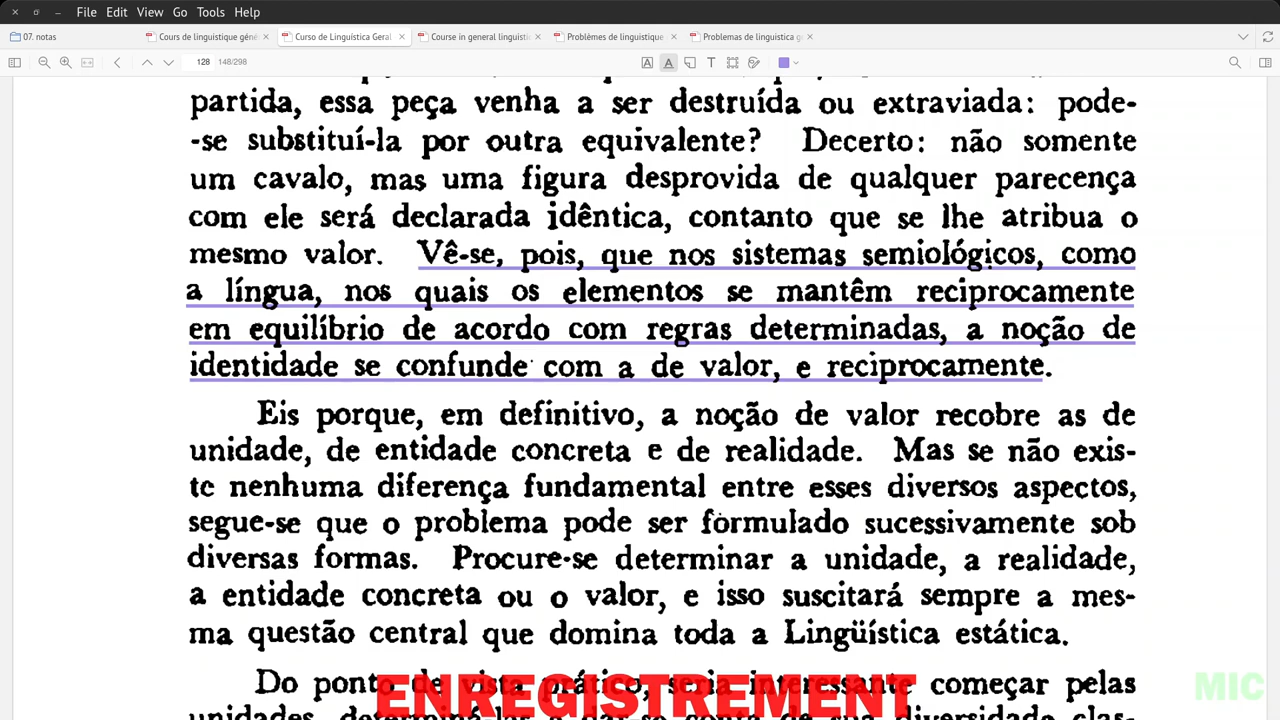 File Edit View Go Tools Help
07. notas Cours de linguistique géné Curso de Linguística Geral Course in general linguisti Problèmes de linguistique Problemas de linguistica g
128 148/298
partida, essa peça venha a ser destruída ou extraviada: pode-
-se substituí-la por outra equivalente? Decerto: não somente
um cavalo, mas uma figura desprovida de qualquer parecença
com ele será declarada idêntica, contanto que se lhe atribua o
mesmo valor. Vê-se, pois, que nos sistemas semiológicos, como
a língua, nos quais os elementos se mantêm reciprocamente
em equilíbrio de acordo com regras determinadas, a noção de
identidade se confunde com a de valor, e reciprocamente.
Eis porque, em definitivo, a noção de valor recobre as de
unidade, de entidade concreta e de realidade. Mas se não exis-
te nenhuma diferença fundamental entre esses diversos aspectos,
segue-se que o problema pode ser formulado sucessivamente sob
diversas formas. Procure-se determinar a unidade, a realidade,
a entidade concreta ou o valor, e isso suscitará sempre a mes-
ma questão central que domina toda a Lingüística estática.
Do ponto de vista prático, seria interessante começar pelas
ENREGISTREMENT
MIC